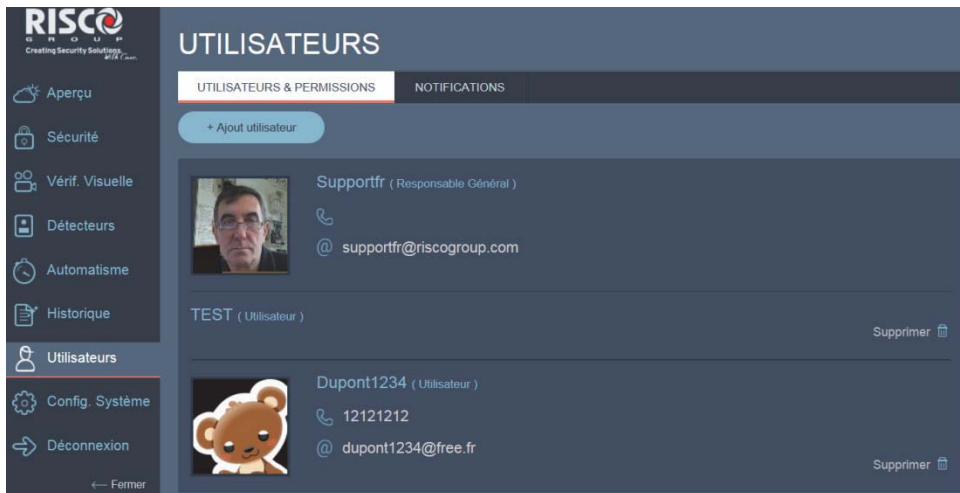 RISCO
GROUP
Creating Security Solutions
With Care.
UTILISATEURS
UTILISATEURS & PERMISSIONS
NOTIFICATIONS
+ Ajout utilisateur
Aperçu
Sécurité
Vérif. Visuelle
Détecteurs
Automatisme
Historique
Utilisateurs
Config. Système
Déconnexion
← Fermer
Supportfr ( Responsable Général )
@ supportfr@riscogroup.com
TEST ( Utilisateur )
Supprimer
Dupont1234 ( Utilisateur )
12121212
@ dupont1234@free.fr
Supprimer